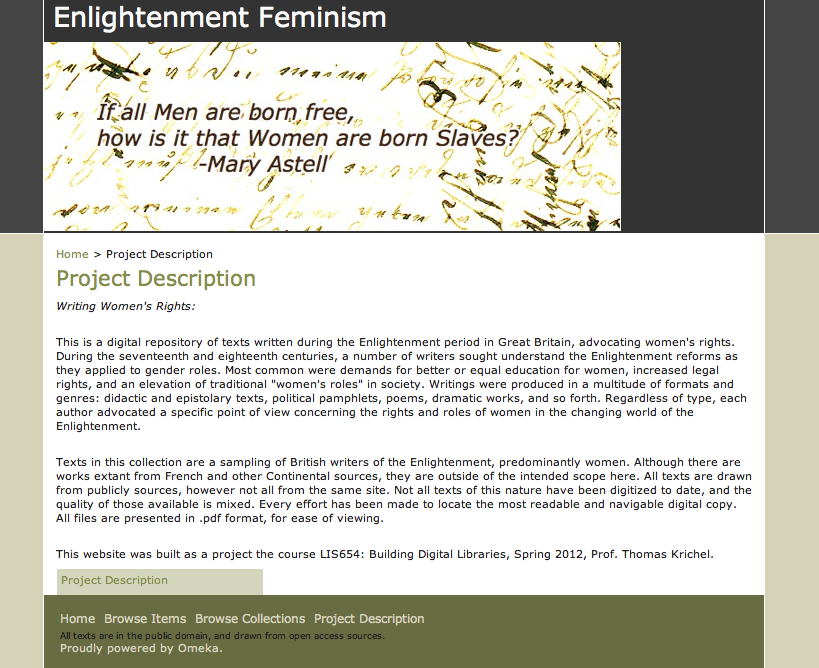 Enlightenment Feminism
If all Men are born free,
how is it that Women are born Slaves?
-Mary Astell
Home > Project Description
Project Description
Writing Women's Rights:
This is a digital repository of texts written during the Enlightenment period in Great Britain, advocating women's rights.
During the seventeenth and eighteenth centuries, a number of writers sought understand the Enlightenment reforms as
they applied to gender roles. Most common were demands for better or equal education for women, increased legal
rights, and an elevation of traditional "women's roles" in society. Writings were produced in a multitude of formats and
genres: didactic and epistolary texts, political pamphlets, poems, dramatic works, and so forth. Regardless of type, each
author advocated a specific point of view concerning the rights and roles of women in the changing world of the
Enlightenment.
Texts in this collection are a sampling of British writers of the Enlightenment, predominantly women. Although there are
works extant from French and other Continental sources, they are outside of the intended scope here. All texts are drawn
from publicly sources, however not all from the same site. Not all texts of this nature have been digitized to date, and the
quality of those available is mixed. Every effort has been made to locate the most readable and navigable digital copy.
All files are presented in .pdf format, for ease of viewing.
This website was built as a project the course LIS654: Building Digital Libraries, Spring 2012, Prof. Thomas Krichel.
Project Description
Home Browse Items Browse Collections Project Description
All texts are in the public domain, and drawn from open access sources.
Proudly powered by Omeka.